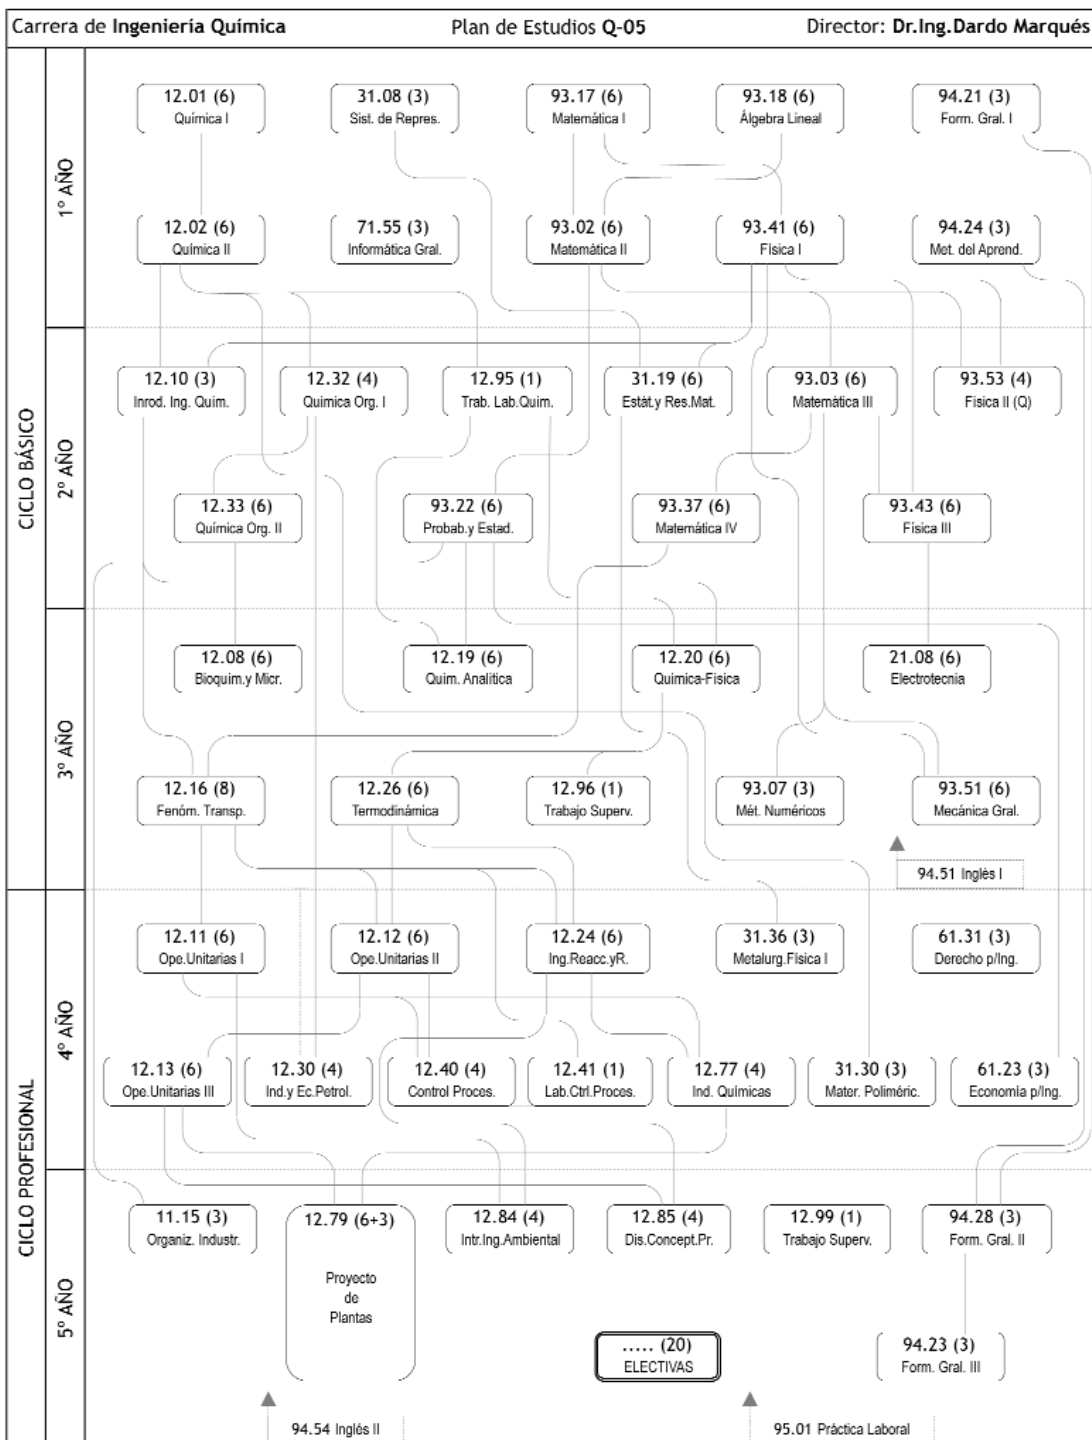 Carrera de Ingeniería Química Plan de Estudios Q-05 Director: Dr.Ing.Dardo Marqués
CICLO BÁSICO
1º AÑO
12.01 (6) 31.08 (3) 93.17 (6) 93.18 (6) 94.21 (3)
Química I Sist. de Repres. Matemática I Álgebra Lineal Form. Gral. I
12.02 (6) 71.55 (3) 93.02 (6) 93.41 (6) 94.24 (3)
Química II Informática Gral. Matemática II Física I Met. del Aprend.
2º AÑO
12.10 (3) 12.32 (4) 12.95 (1) 31.19 (6) 93.03 (6) 93.53 (4)
Inrod. Ing. Quim. Quimica Org. I Trab. Lab.Quim. Estát.y Res.Mat. Matemática III Física II (Q)
12.33 (6) 93.22 (6) 93.37 (6) 93.43 (6)
Química Org. II Probab.y Estad. Matemática IV Física III
3º AÑO
12.08 (6) 12.19 (6) 12.20 (6) 21.08 (6)
Bioquim.y Micr. Quim. Analitica Quimica-Fisica Electrotecnia
12.16 (8) 12.26 (6) 12.96 (1) 93.07 (3) 93.51 (6)
Fenóm. Transp. Termodinámica Trabajo Superv. Mét. Numéricos Mecánica Gral.
94.51 Inglés I
CICLO PROFESIONAL
4º AÑO
12.11 (6) 12.12 (6) 12.24 (6) 31.36 (3) 61.31 (3)
Ope.Unitarias I Ope.Unitarias II Ing.Reacc.yR. Metalurg.Física I Derecho p/Ing.
12.13 (6) 12.30 (4) 12.40 (4) 12.41 (1) 12.77 (4) 31.30 (3) 61.23 (3)
Ope.Unitarias III Ind.y Ec.Petrol. Control Proces. Lab.Ctrl.Proces. Ind. Químicas Mater. Poliméric. Economía p/Ing.
5º AÑO
11.15 (3) 12.79 (6+3) 12.84 (4) 12.85 (4) 12.99 (1) 94.28 (3)
Organiz. Industr. Intr.Ing.Ambiental Dis.Concept.Pr. Trabajo Superv. Form. Gral. II
Proyecto
de
Plantas
..... (20) 94.23 (3)
ELECTIVAS Form. Gral. III
94.54 Inglés II 95.01 Práctica Laboral